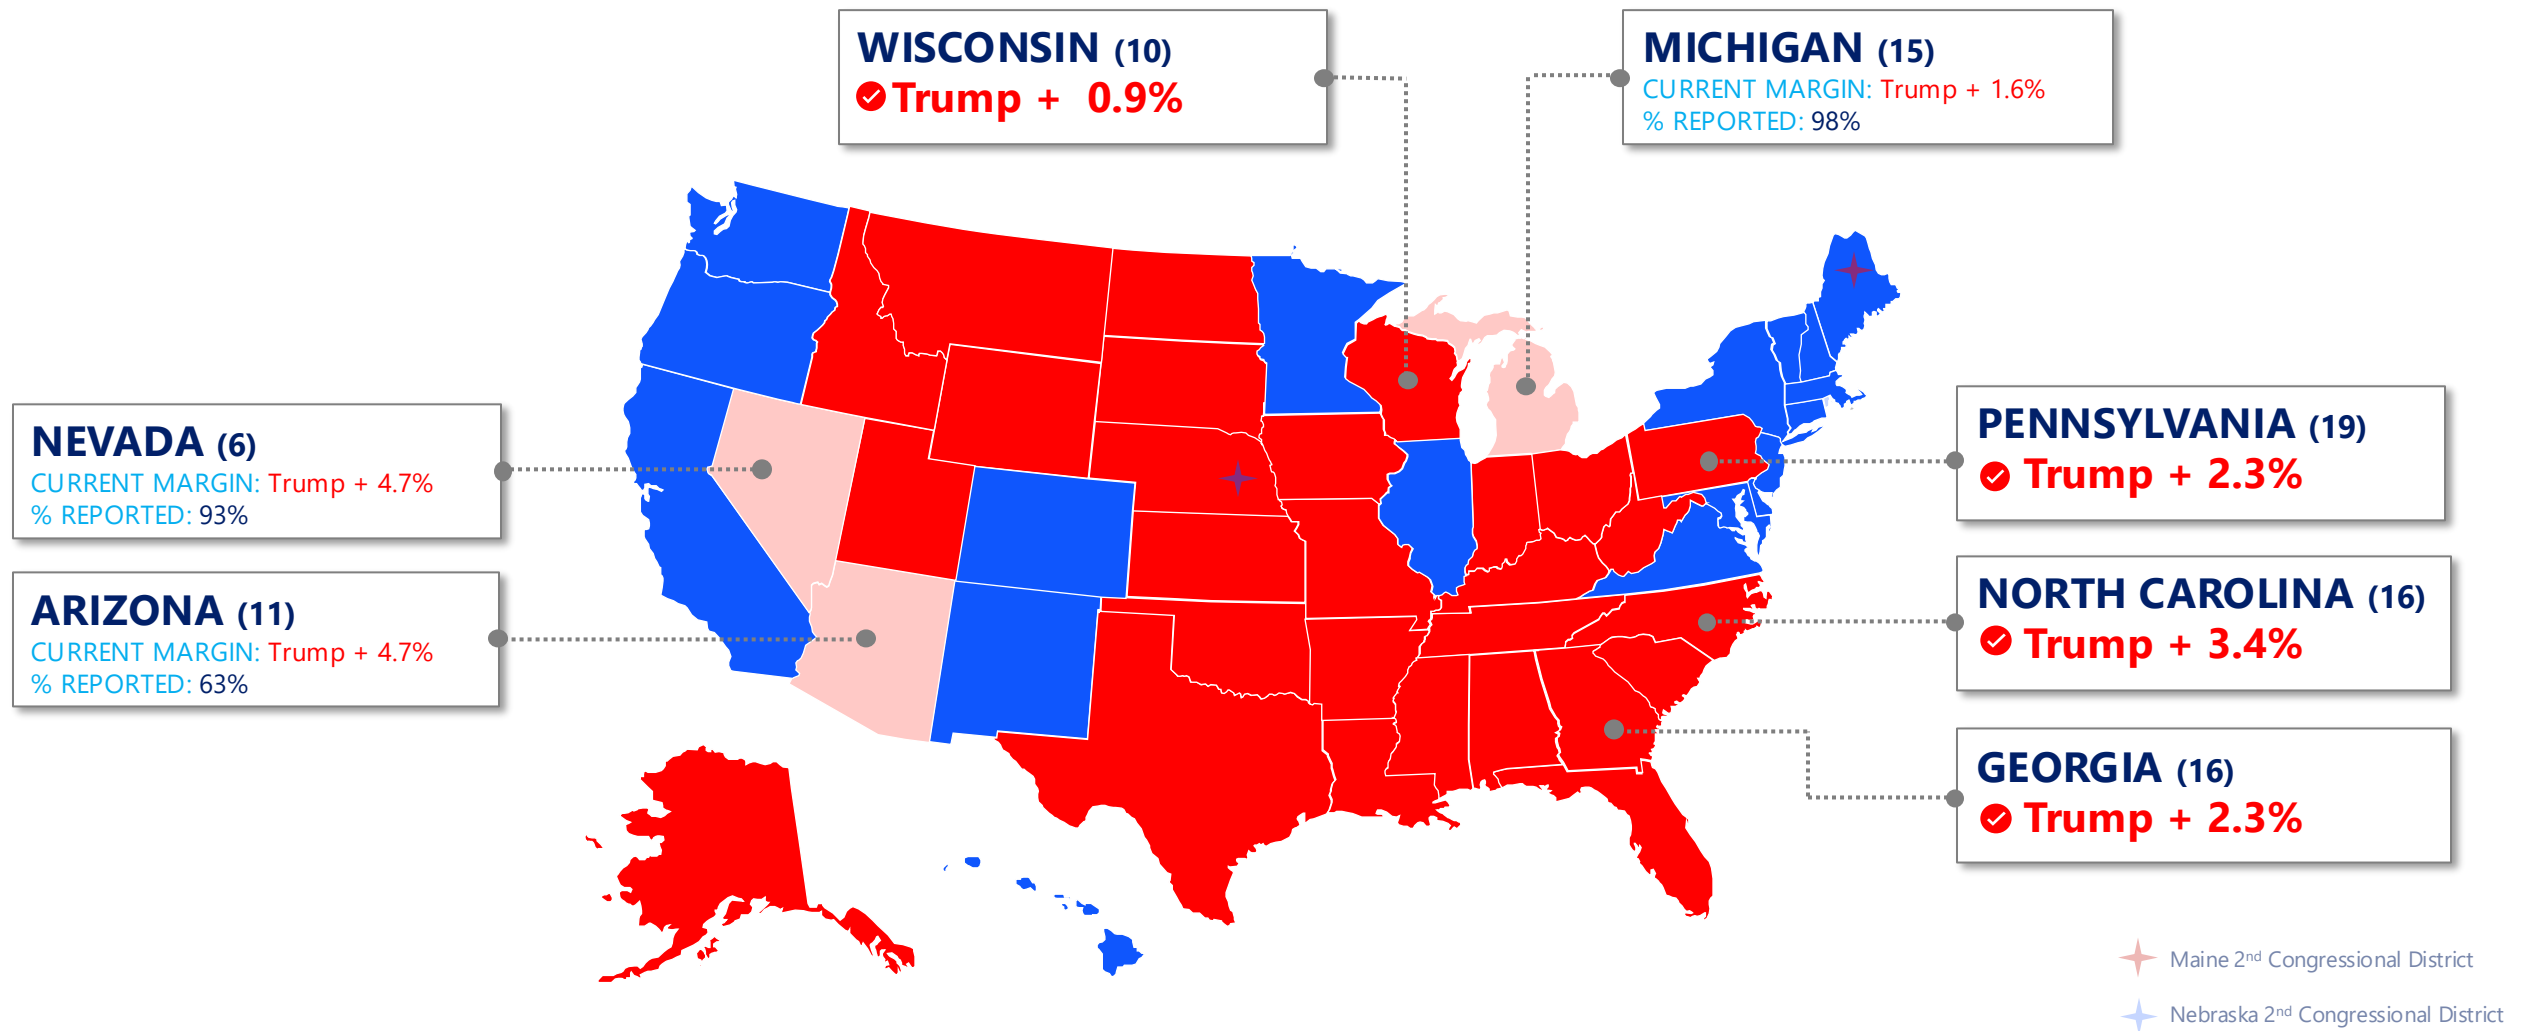 WISCONSIN (10)
Trump + 0.9%
MICHIGAN (15)
CURRENT MARGIN: Trump + 1.6%
% REPORTED: 98%
NEVADA (6)
CURRENT MARGIN: Trump + 4.7%
% REPORTED: 93%
ARIZONA (11)
CURRENT MARGIN: Trump + 4.7%
% REPORTED: 63%
PENNSYLVANIA (19)
Trump + 2.3%
NORTH CAROLINA (16)
Trump + 3.4%
GEORGIA (16)
Trump + 2.3%
Maine 2nd Congressional District
Nebraska 2nd Congressional District